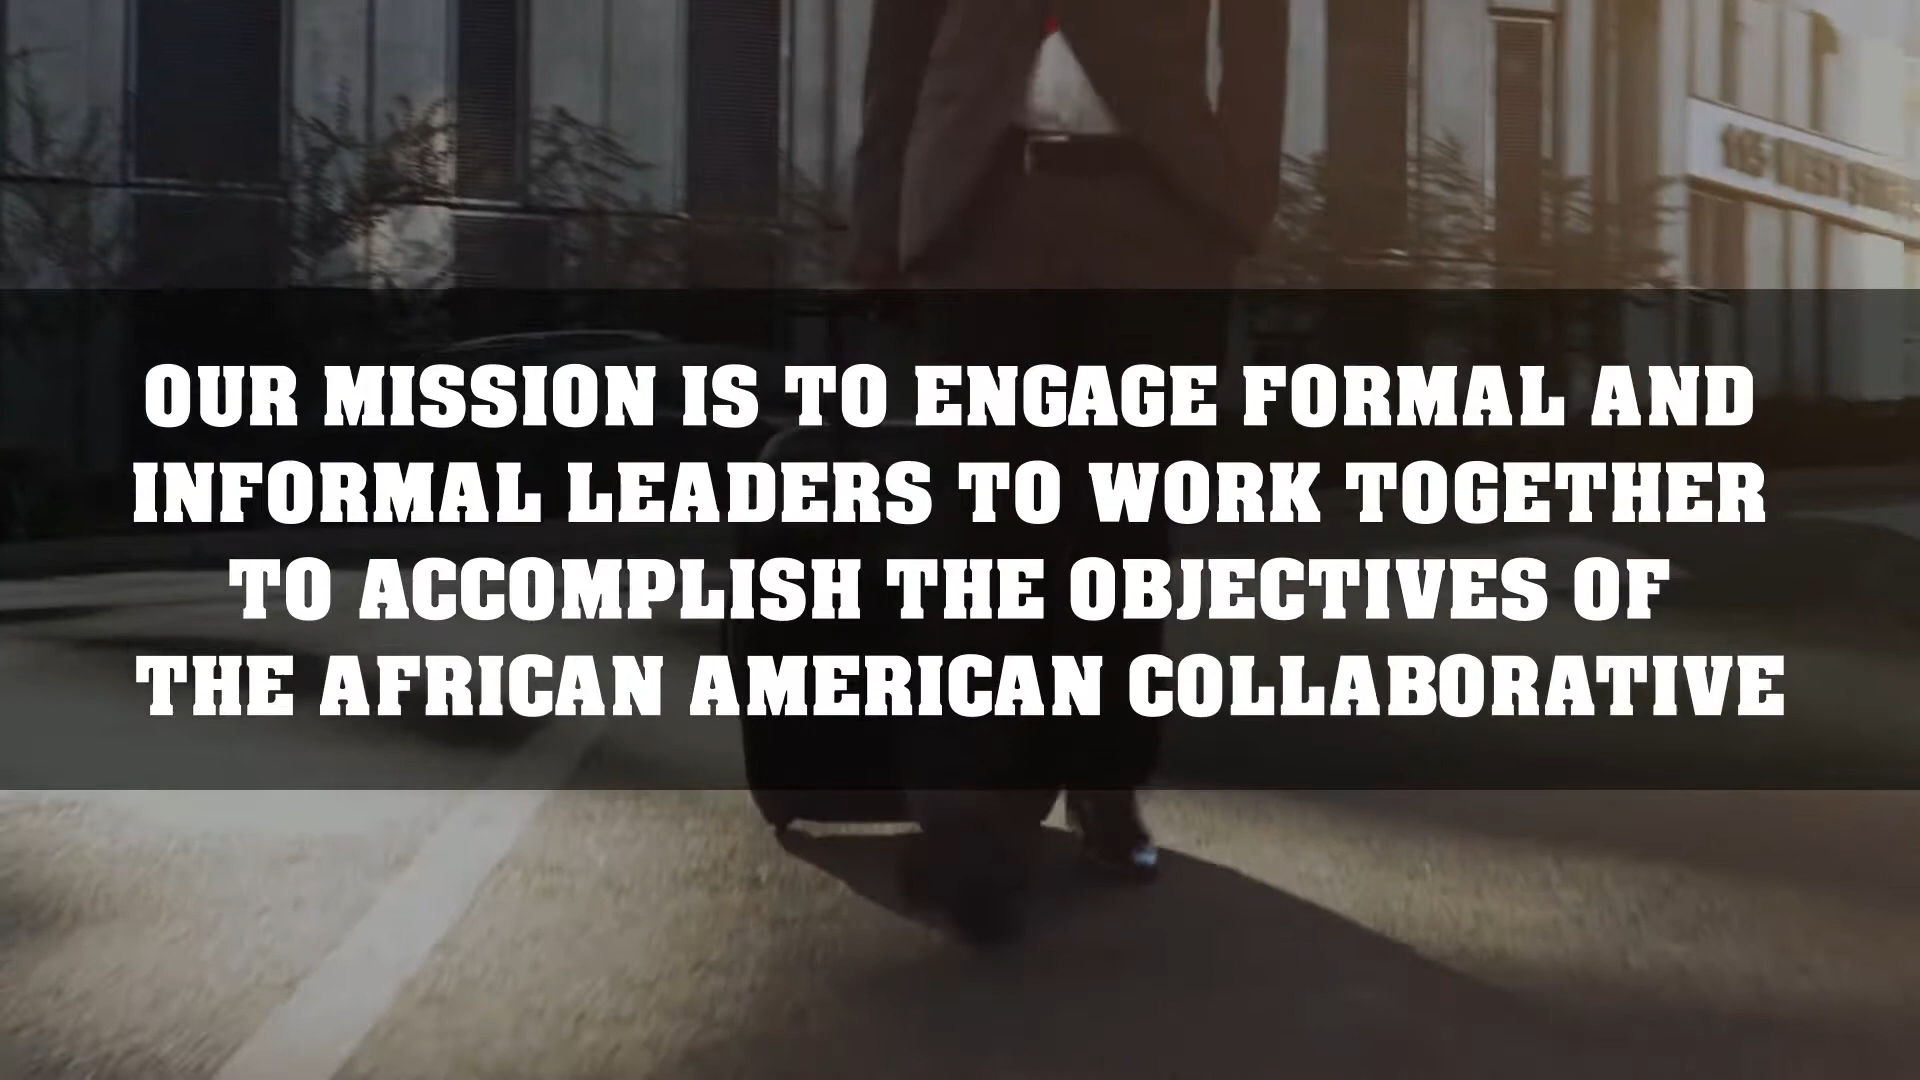 OUR MISSION IS TO ENGAGE FORMAL AND
INFORMAL LEADERS TO WORK TOGETHER
TO ACCOMPLISH THE OBJECTIVES OF
THE AFRICAN AMERICAN COLLABORATIVE